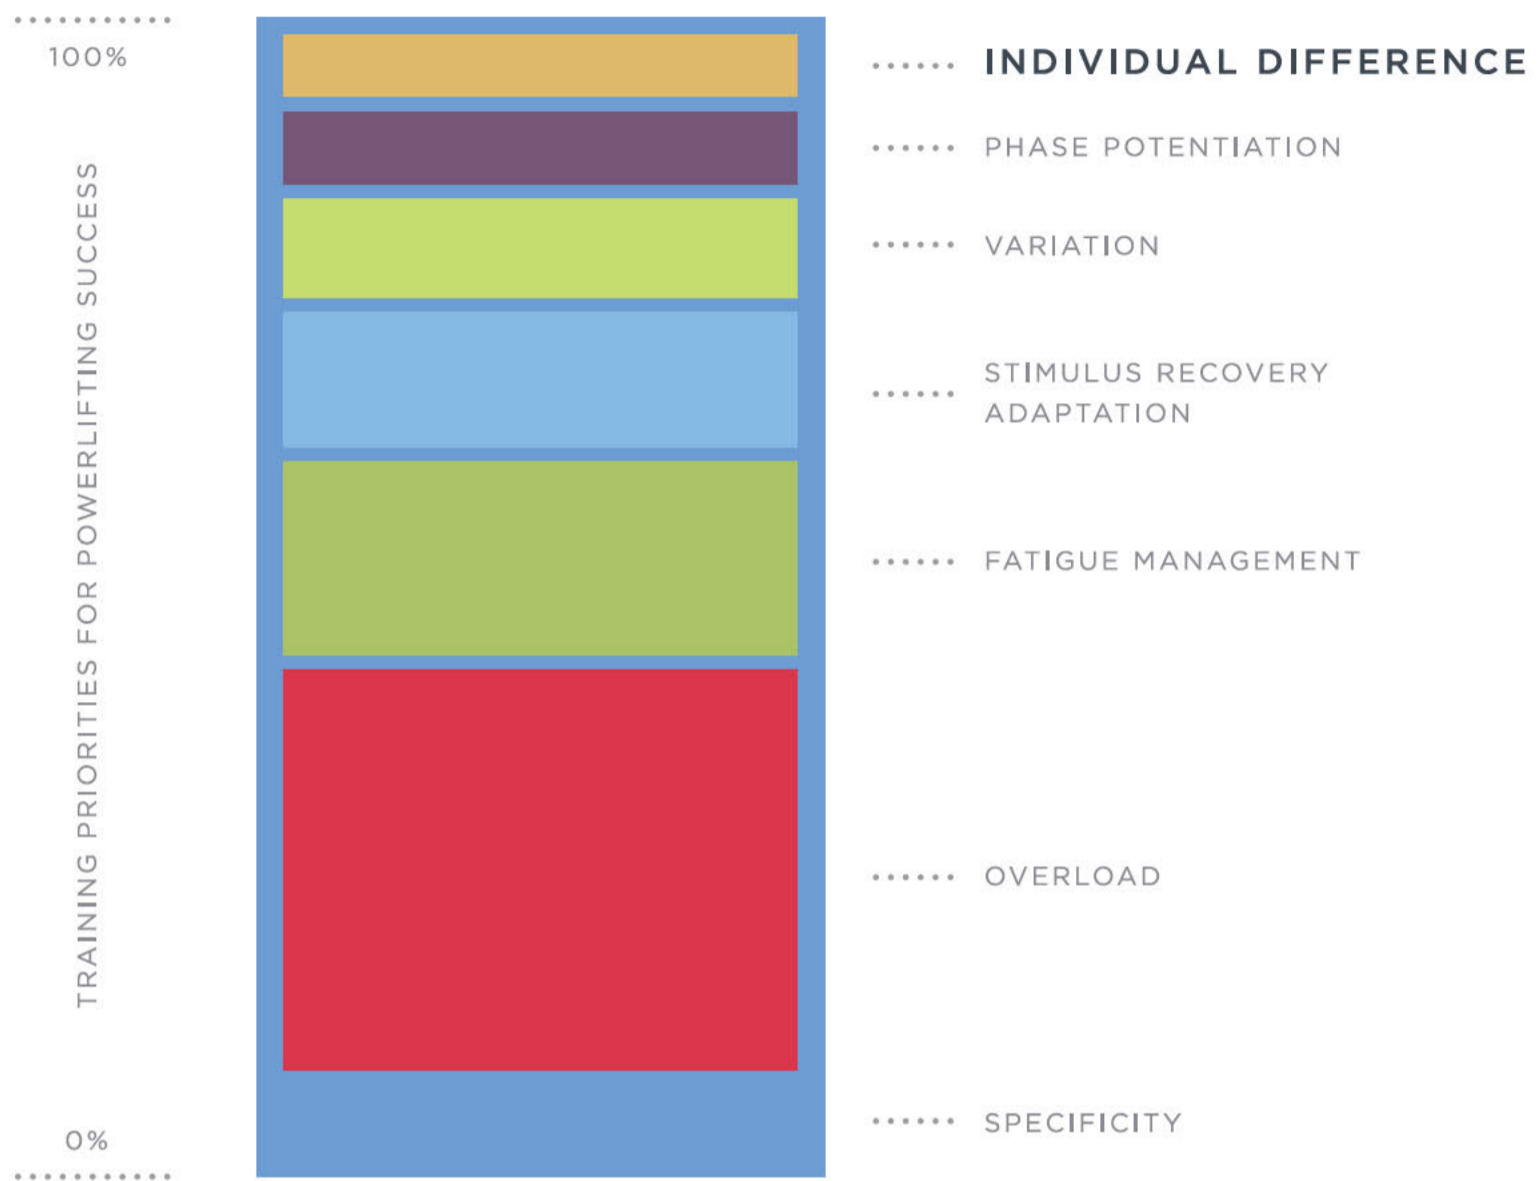 100%
TRAINING PRIORITIES FOR POWERLIFTING SUCCESS
0%
INDIVIDUAL DIFFERENCE
PHASE POTENTIATION
VARIATION
STIMULUS RECOVERY
ADAPTATION
FATIGUE MANAGEMENT
OVERLOAD
SPECIFICITY